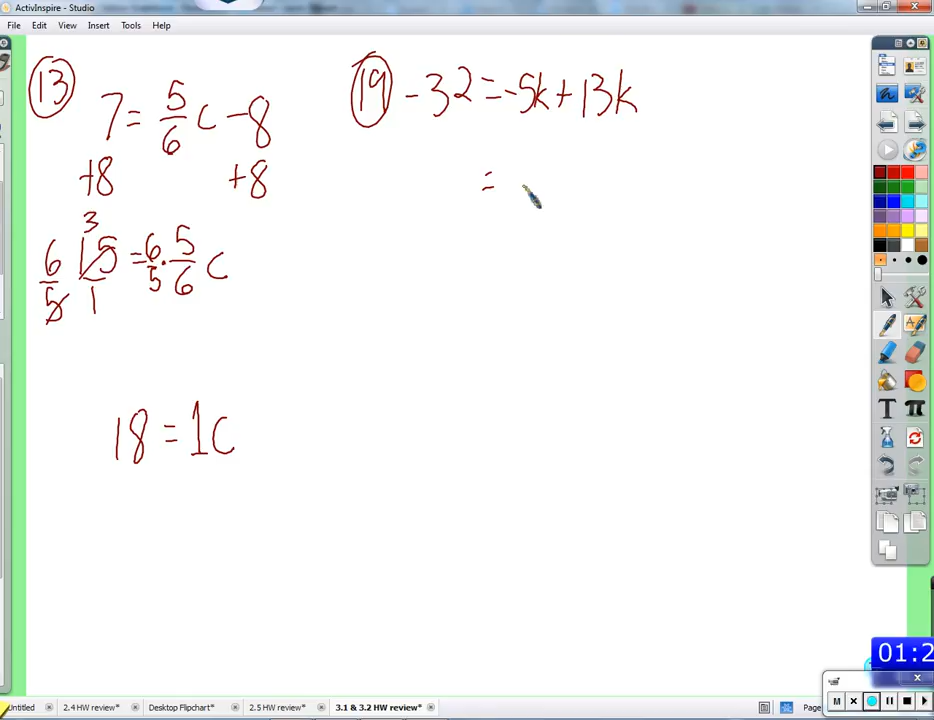 ActivInspire - Studio
File Edit View Insert Tools Help
13
7 = 5/6 c - 8
+8 +8
3
6/5 15/1 = 6/5 · 5/6 c
18 = 1c
19 -32 = -5k + 13k
=
01:2
ntitled 2.4 HW review* Desktop Flipchart* 2.5 HW review* 3.1 & 3.2 HW review* Page
M